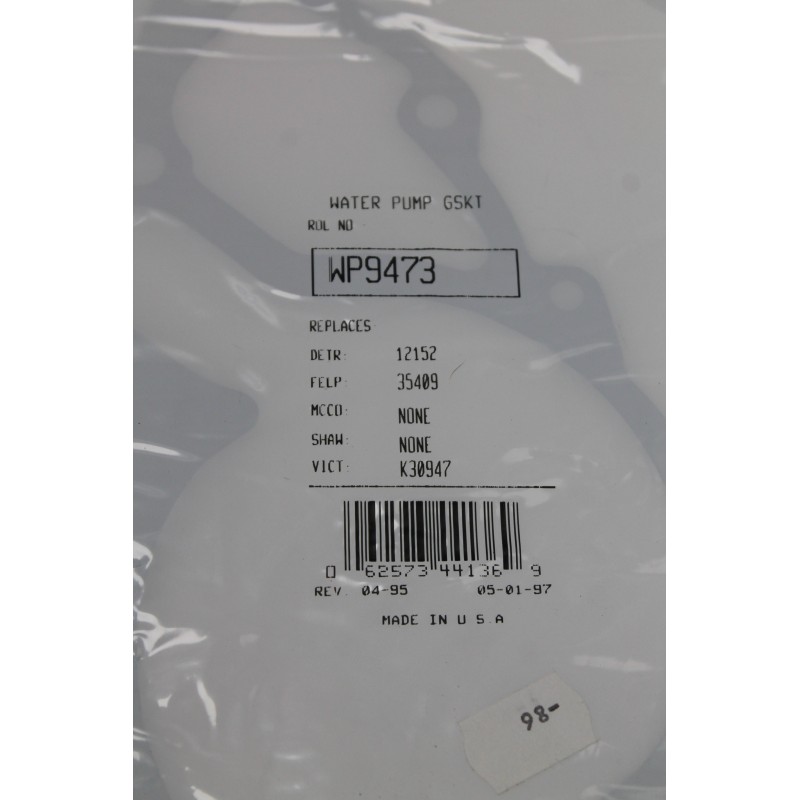 WATER PUMP GSKT
ROL NO
WP9473
REPLACES
DETR: 12152
FELP: 35409
MCCO: NONE
SHAW: NONE
VICT: K30947
0 62573 44136 9
REV. 04-95 05-01-97
MADE IN U.S.A
98-